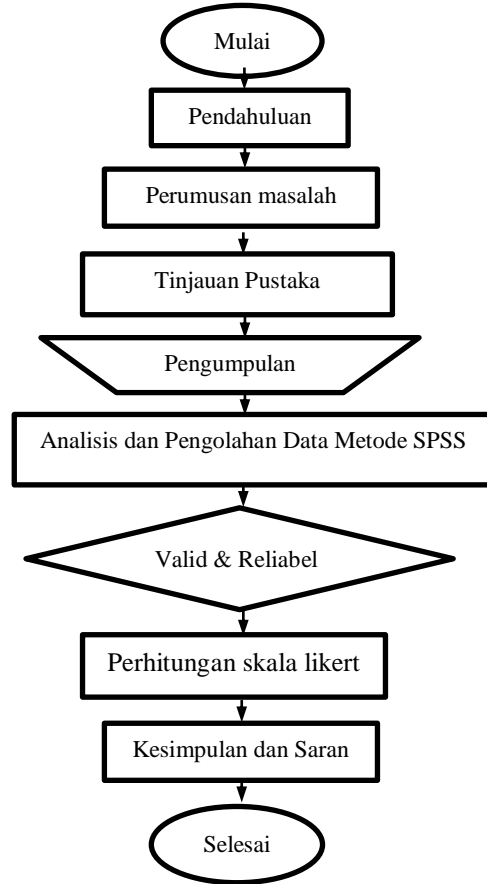 Mulai
Pendahuluan
Perumusan masalah
Tinjauan Pustaka
Pengumpulan
Analisis dan Pengolahan Data Metode SPSS
Valid & Reliabel
Perhitungan skala likert
Kesimpulan dan Saran
Selesai